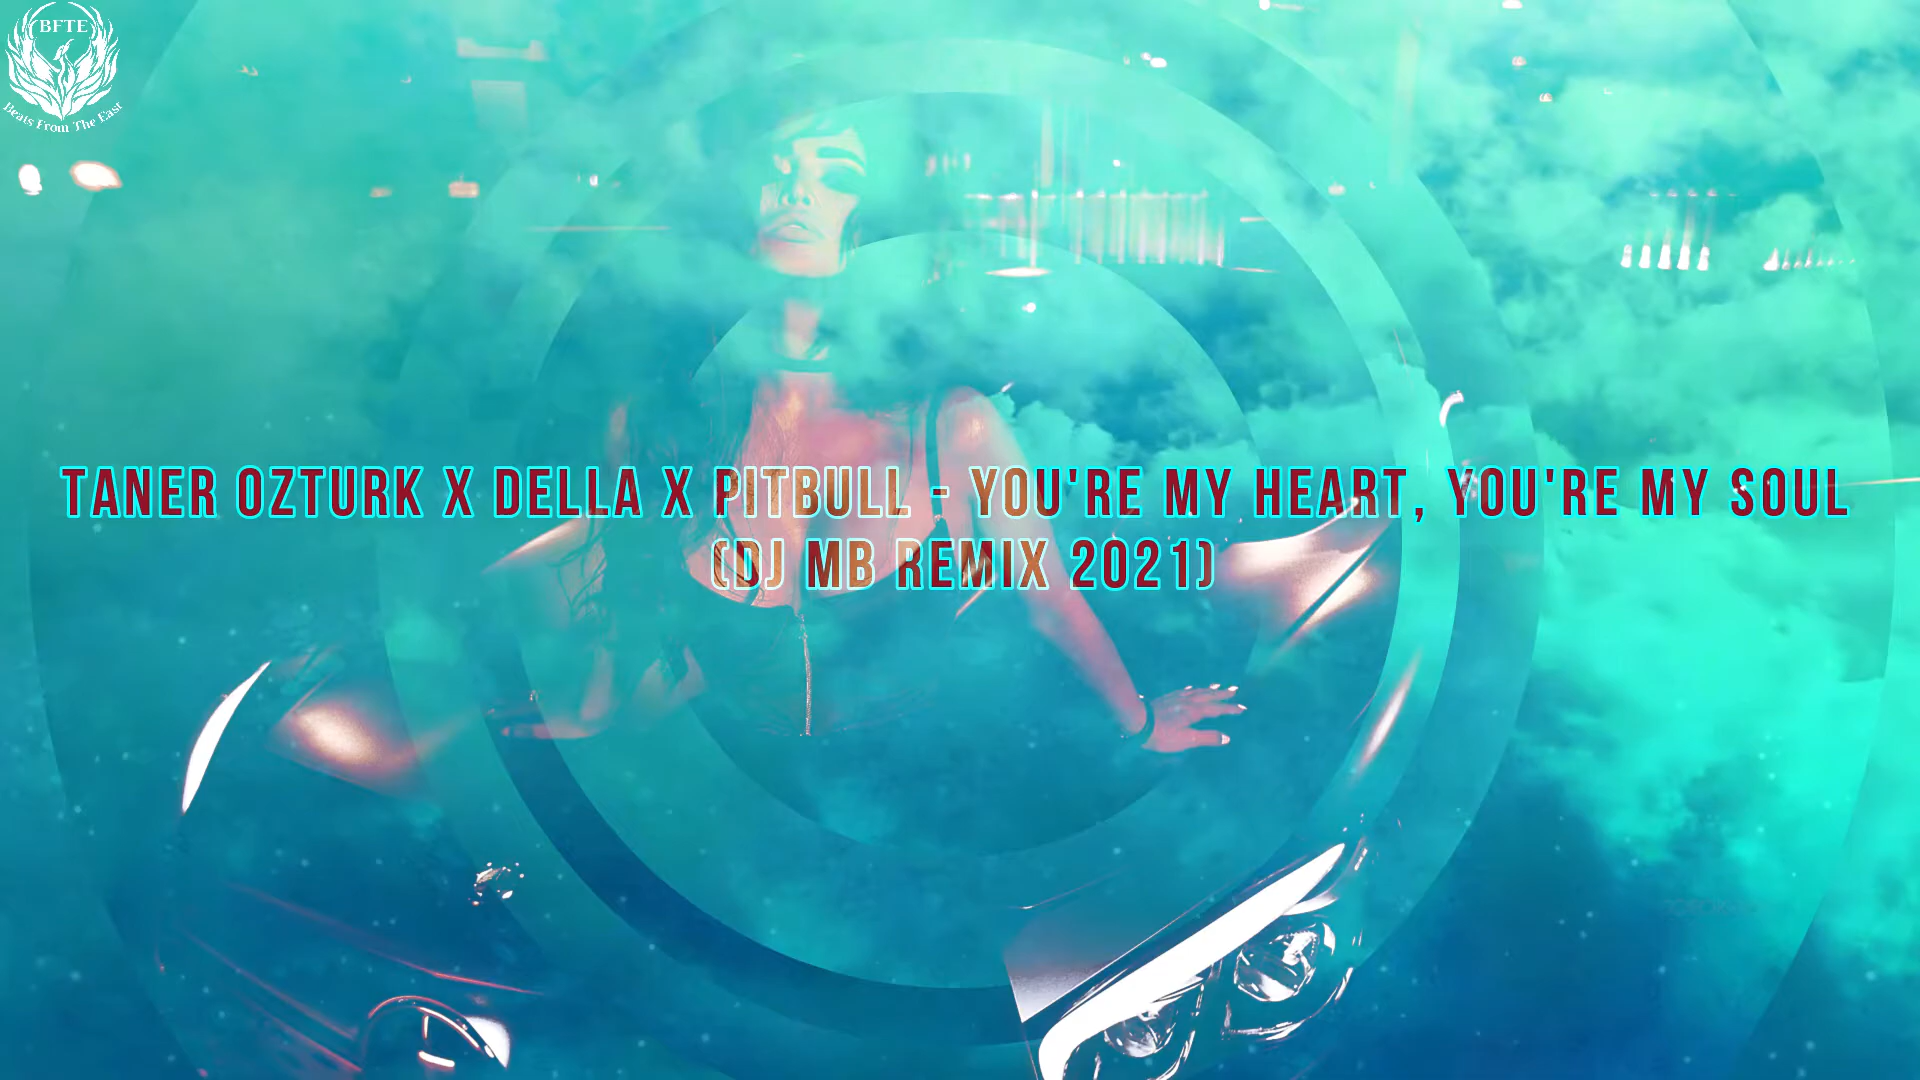 BFTE
Beats From The East
TANER OZTURK X DELLA X PITBULL - YOU'RE MY HEART, YOU'RE MY SOUL
(DJ MB REMIX 2021)